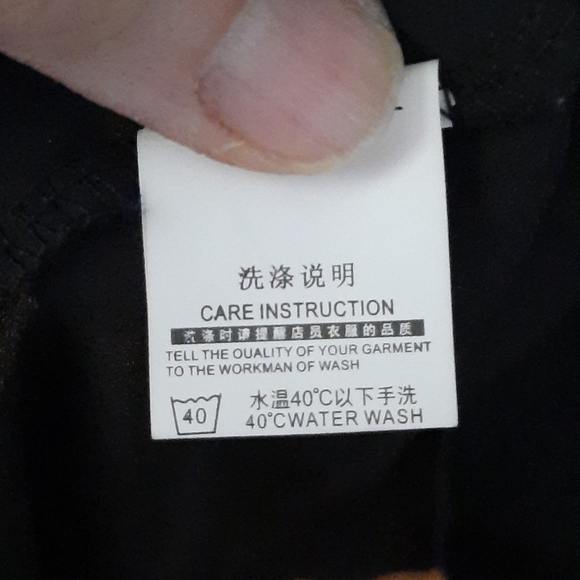 洗涤说明
CARE INSTRUCTION
洗涤时请提醒店员衣服的品质
TELL THE OUALITY OF YOUR GARMENT
TO THE WORKMAN OF WASH
40
水温40°C以下手洗
40°CWATER WASH